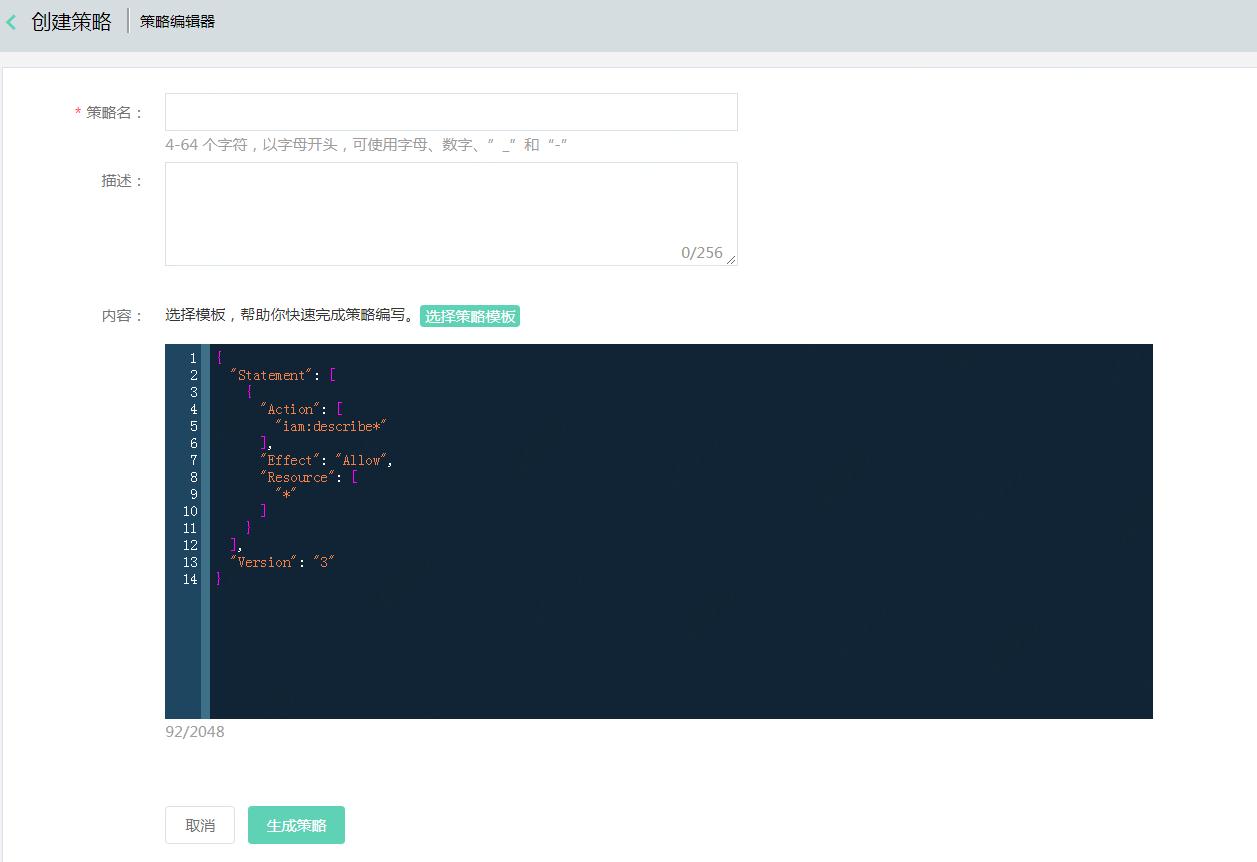 创建策略 策略编辑器
* 策略名：
4-64 个字符，以字母开头，可使用字母、数字、” _” 和 “-”
描述：
0/256
内容： 选择模板，帮助你快速完成策略编写。 选择策略模板
1 {
2 "Statement": [
3 {
4 "Action": [
5 "iam:describe*"
6 ],
7 "Effect": "Allow",
8 "Resource": [
9 "*"
10 ]
11 }
12 ],
13 "Version": "3"
14 }
92/2048
取消 生成策略